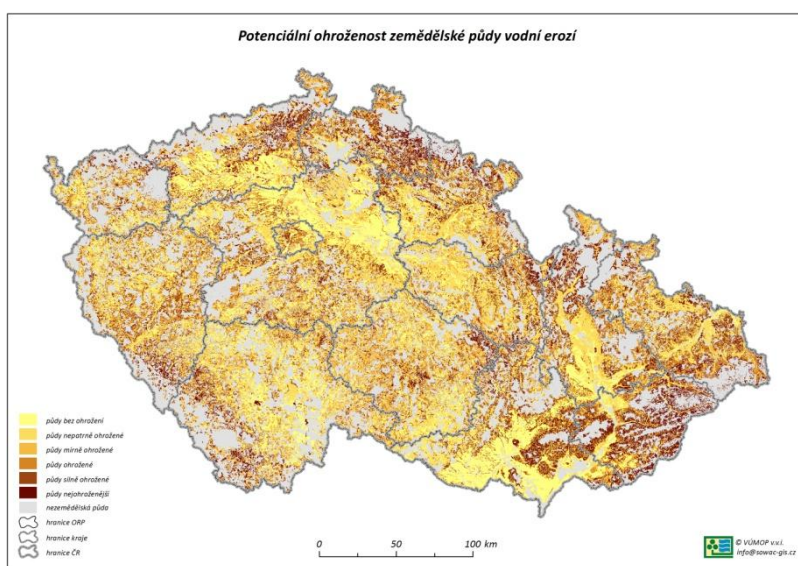 Potenciální ohroženost zemědělské půdy vodní erozí
půdy bez ohrožení
půdy nepatrně ohrožené
půdy mírně ohrožené
půdy ohrožené
půdy silně ohrožené
půdy nejohroženější
nezemědělská půda
hranice ORP
hranice kraje
hranice ČR
0 50 100 km
© VÚMOP v.v.i.
info@sowac-gis.cz